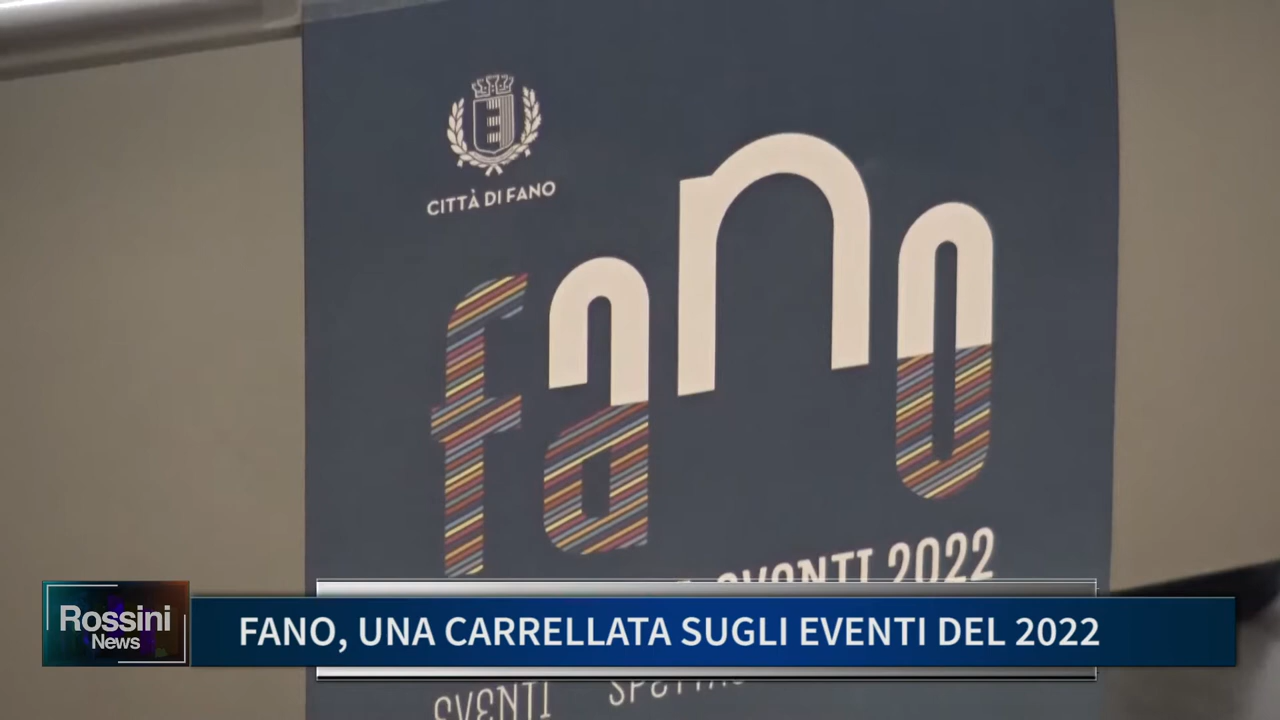 CITTÀ DI FANO
fano
EVENTI 2022
Rossini
News
FANO, UNA CARRELLATA SUGLI EVENTI DEL 2022
EVENTI